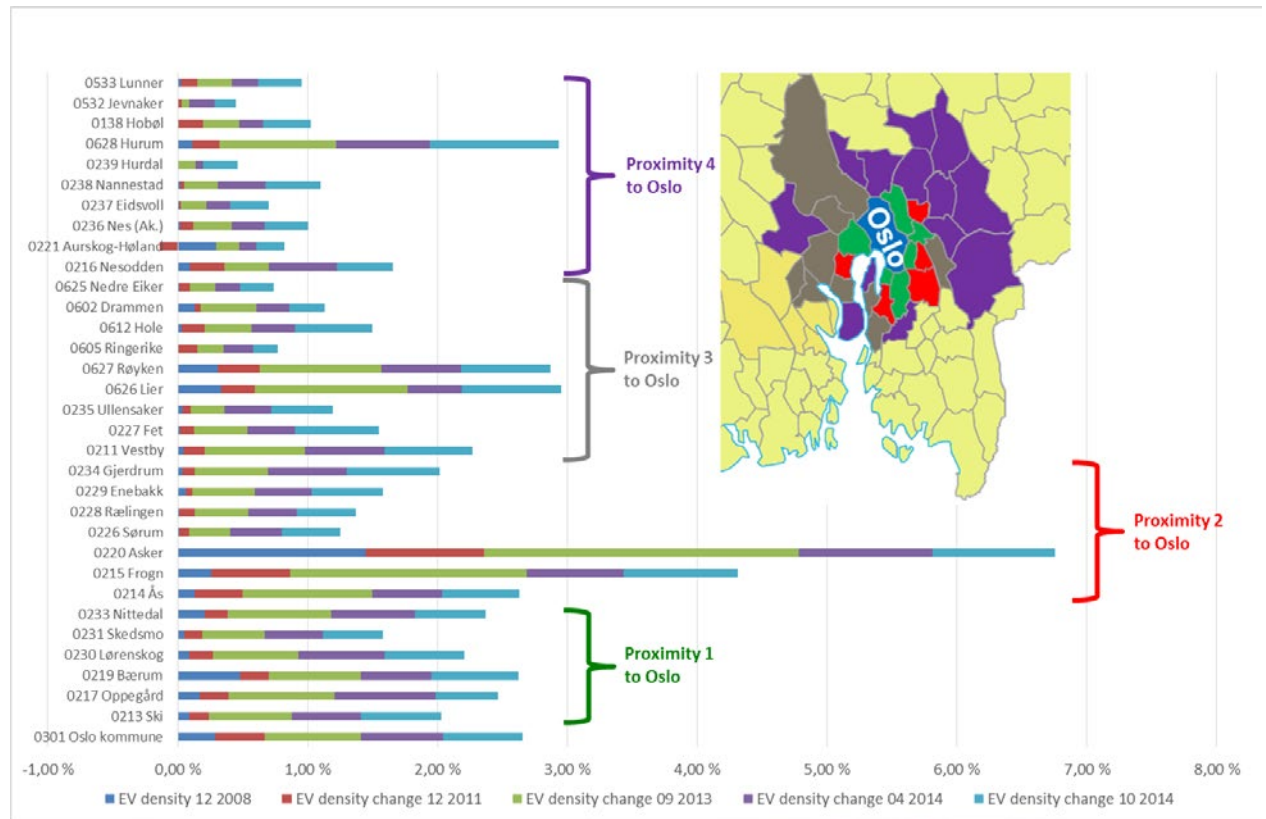 0533 Lunner
0532 Jevnaker
0138 Hobøl
0628 Hurum
0239 Hurdal
0238 Nannestad
0237 Eidsvoll
0236 Nes (Ak.)
0221 Aurskog-Høland
0216 Nesodden
0625 Nedre Eiker
0602 Drammen
0612 Hole
0605 Ringerike
0627 Røyken
0626 Lier
0235 Ullensaker
0227 Fet
0211 Vestby
0234 Gjerdrum
0229 Enebakk
0228 Rælingen
0226 Sørum
0220 Asker
0215 Frogn
0214 Ås
0233 Nittedal
0231 Skedsmo
0230 Lørenskog
0219 Bærum
0217 Oppegård
0213 Ski
0301 Oslo kommune
Proximity 4
to Oslo
Proximity 3
to Oslo
Oslo
Proximity 2
to Oslo
Proximity 1
to Oslo
-1,00 % 0,00 % 1,00 % 2,00 % 3,00 % 4,00 % 5,00 % 6,00 % 7,00 % 8,00 %
EV density 12 2008 EV density change 12 2011 EV density change 09 2013 EV density change 04 2014 EV density change 10 2014